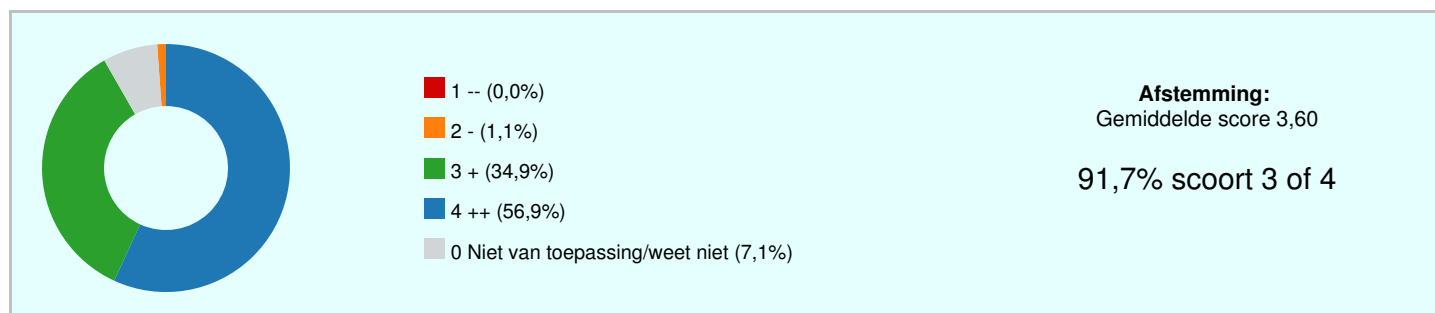 1 -- (0,0%)
2 - (1,1%)
3 + (34,9%)
4 ++ (56,9%)
0 Niet van toepassing/weet niet (7,1%)
Afstemming:
Gemiddelde score 3,60
91,7% scoort 3 of 4